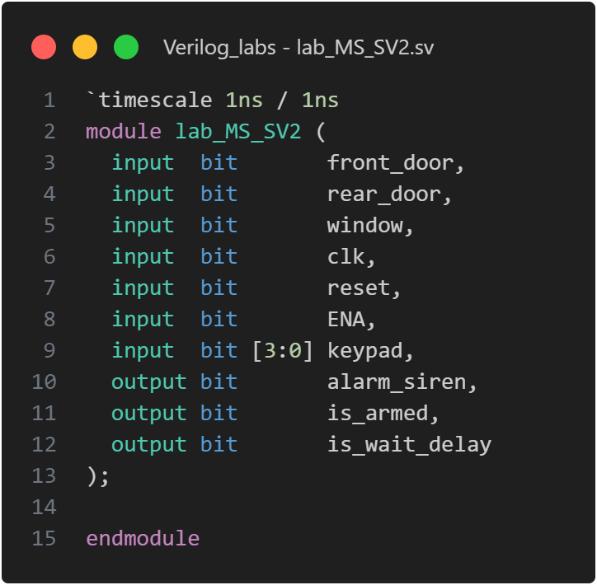 Verilog_labs - lab_MS_SV2.sv
1 `timescale 1ns / 1ns
2 module lab_MS_SV2 (
3   input  bit       front_door,
4   input  bit       rear_door,
5   input  bit       window,
6   input  bit       clk,
7   input  bit       reset,
8   input  bit       ENA,
9   input  bit [3:0] keypad,
10   output bit       alarm_siren,
11   output bit       is_armed,
12   output bit       is_wait_delay
13 );
14
15 endmodule